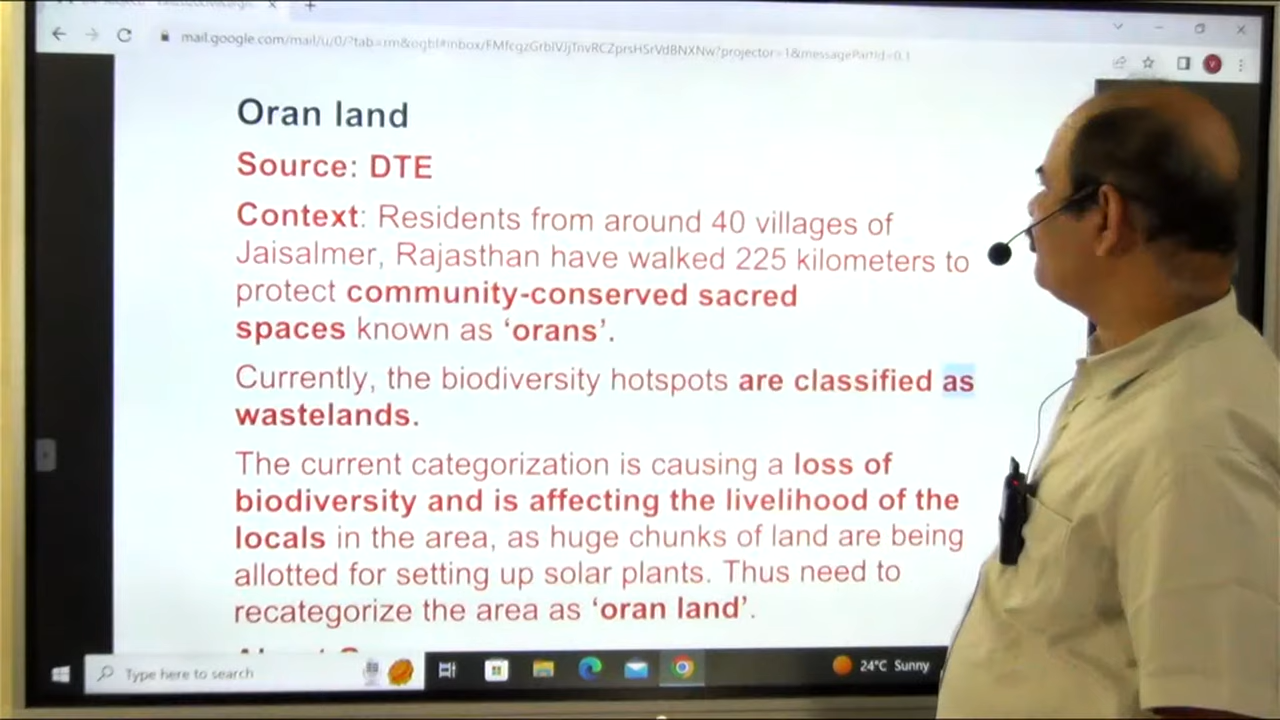 mail.google.com/mail/u/0/?tab=rm&ogbl#inbox/FMfcgzGrblVJjTnvRCZprsHSrVdBNXNw?projector=1&messagePartId=0.1
Oran land
Source: DTE
Context: Residents from around 40 villages of
Jaisalmer, Rajasthan have walked 225 kilometers to
protect community-conserved sacred
spaces known as ‘orans’.
Currently, the biodiversity hotspots are classified as
wastelands.
The current categorization is causing a loss of
biodiversity and is affecting the livelihood of the
locals in the area, as huge chunks of land are being
allotted for setting up solar plants. Thus need to
recategorize the area as ‘oran land’.
Type here to search
24°C Sunny